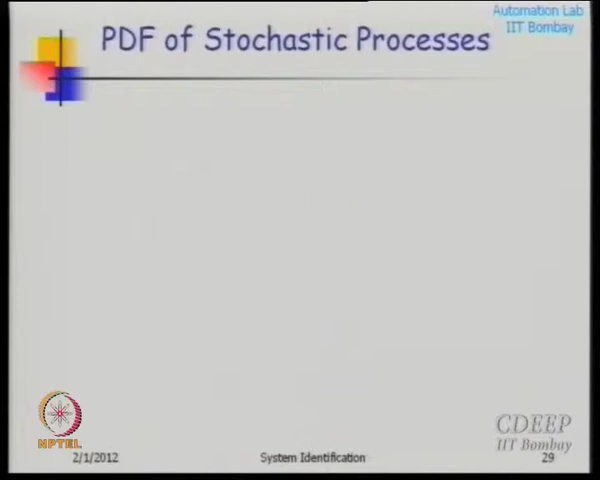 Automation Lab
IIT Bombay
PDF of Stochastic Processes
NPTEL
CDEEP
IIT Bombay
2/1/2012
System Identification
29